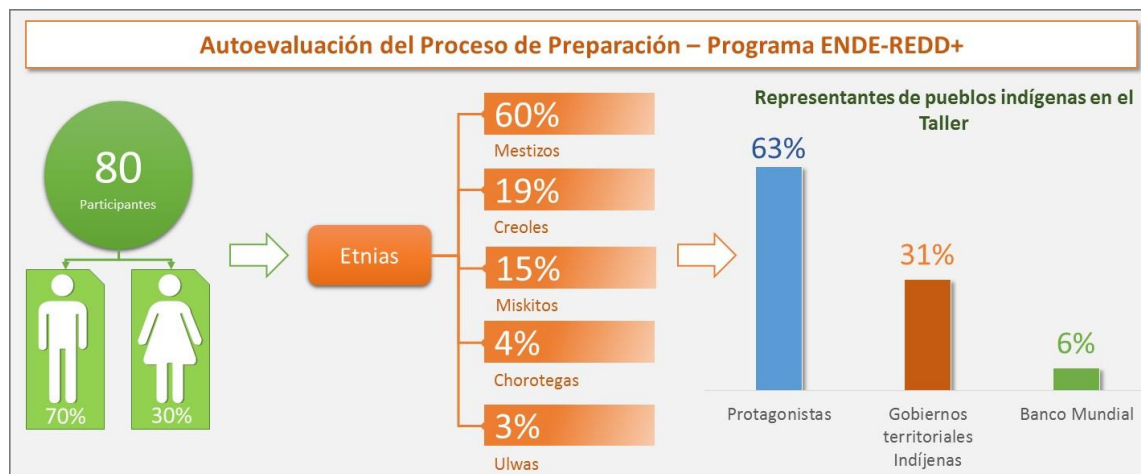 Autoevaluación del Proceso de Preparación – Programa ENDE-REDD+
80
Participantes
70%
30%
Etnias
60%
Mestizos
19%
Creoles
15%
Miskitos
4%
Chorotegas
3%
Ulwas
Representantes de pueblos indígenas en el
Taller
63%
31%
6%
Protagonistas
Gobiernos
territoriales
Indíjenas
Banco Mundial